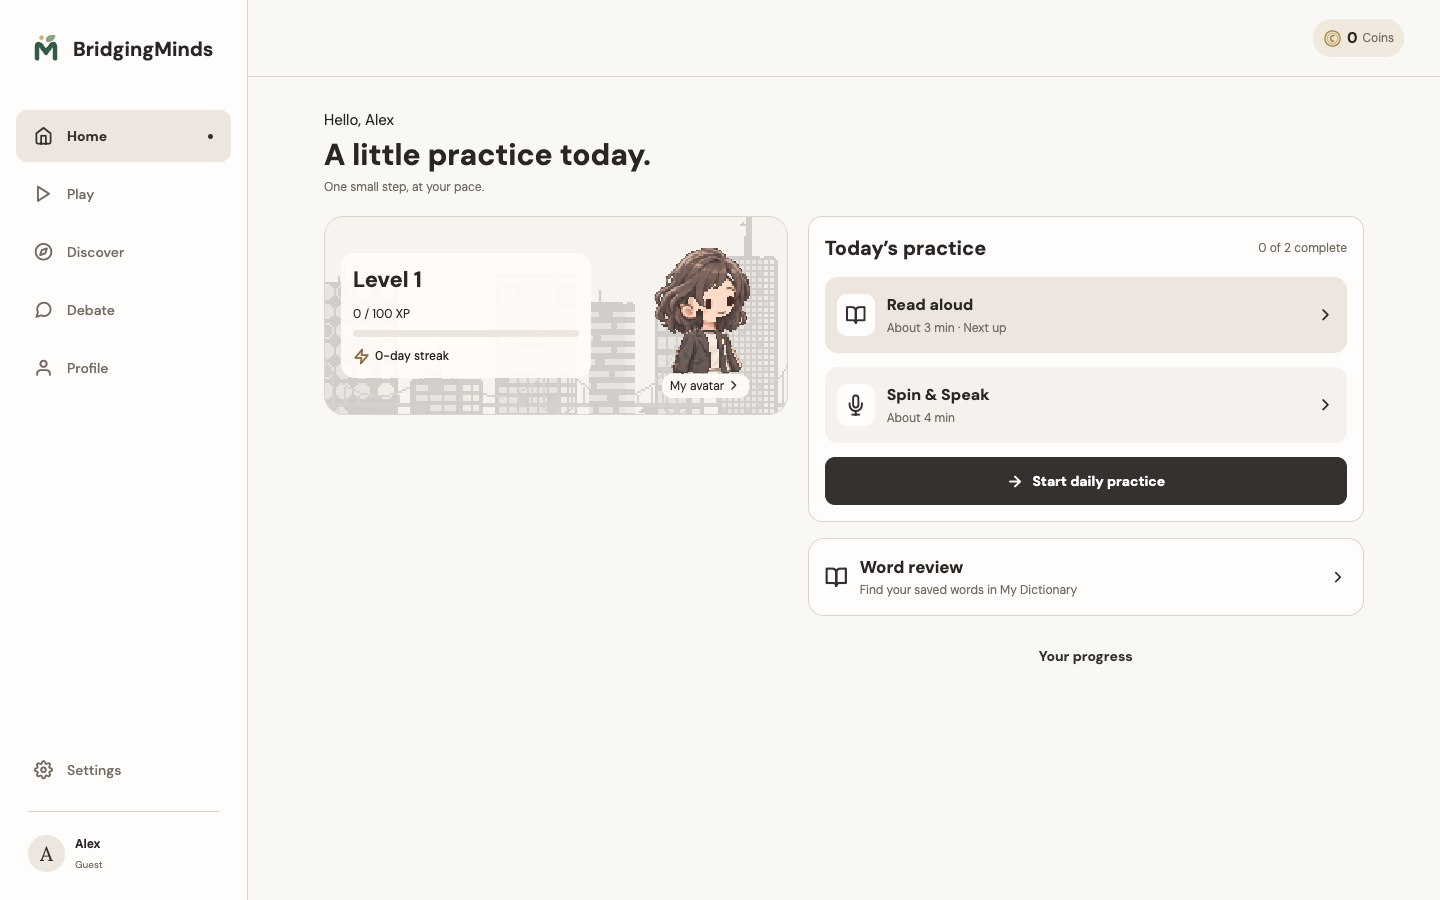 BridgingMinds
0 Coins
Home
Play
Discover
Debate
Profile
Settings
A
Alex
Guest
Hello, Alex
A little practice today.
One small step, at your pace.
Level 1
0 / 100 XP
0-day streak
My avatar
Today's practice
0 of 2 complete
Read aloud
About 3 min · Next up
Spin & Speak
About 4 min
Start daily practice
Word review
Find your saved words in My Dictionary
Your progress